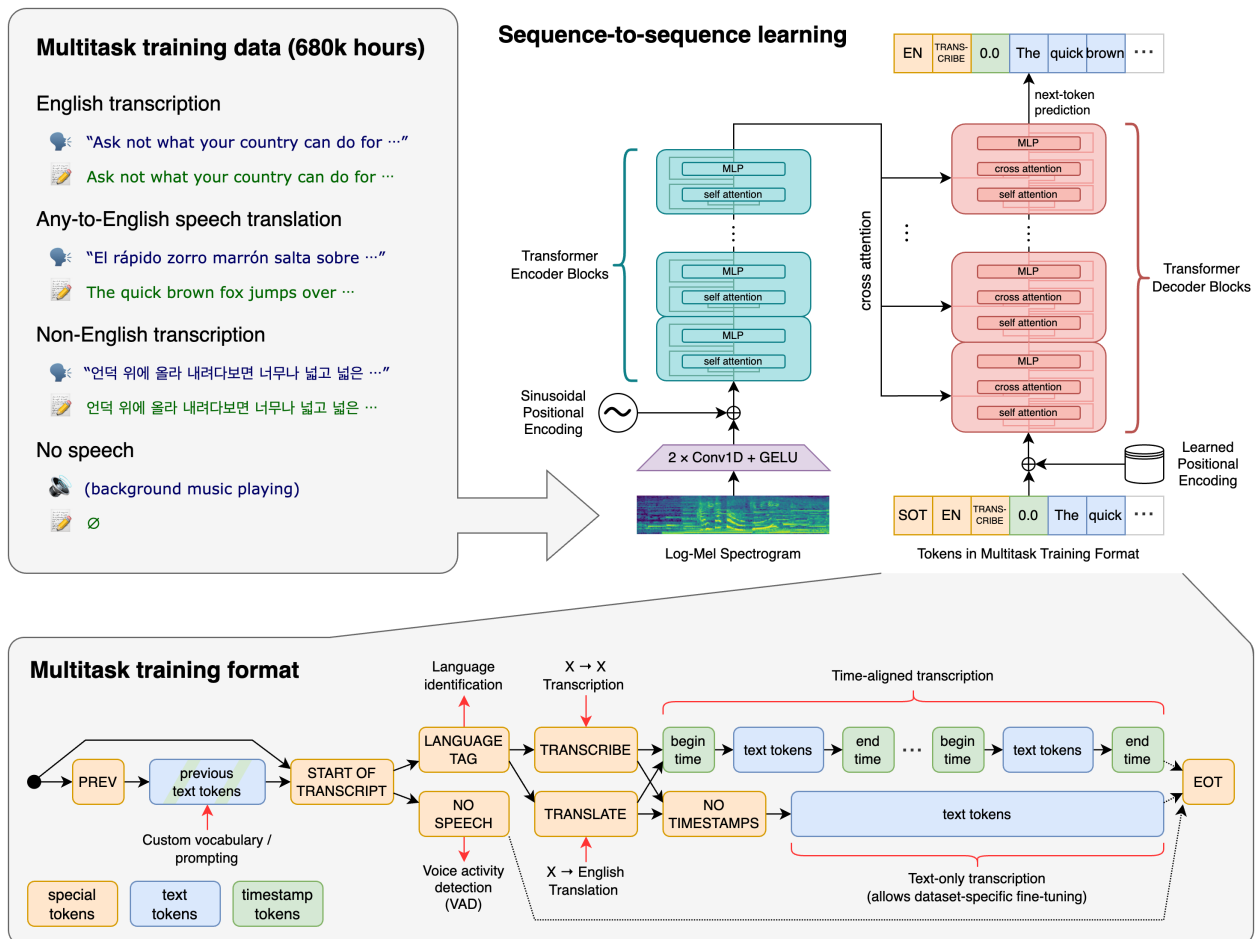 Multitask training data (680k hours)
English transcription
“Ask not what your country can do for ⋯”
Ask not what your country can do for ⋯
Any-to-English speech translation
“El rápido zorro marrón salta sobre ⋯”
The quick brown fox jumps over ⋯
Non-English transcription
“언덕 위에 올라 내려다보면 너무나 넓고 넓은 ⋯”
언덕 위에 올라 내려다보면 너무나 넓고 넓은 ⋯
No speech
(background music playing)
∅
Sequence-to-sequence learning
EN
TRANS-
CRIBE
0.0
The
quick
brown
⋯
next-token
prediction
MLP
self attention
⋮
MLP
self attention
MLP
self attention
Transformer
Encoder Blocks
cross attention
⋮
MLP
cross attention
self attention
⋮
MLP
cross attention
self attention
MLP
cross attention
self attention
Transformer
Decoder Blocks
Sinusoidal
Positional
Encoding
2 × Conv1D + GELU
Log-Mel Spectrogram
Learned
Positional
Encoding
SOT
EN
TRANS-
CRIBE
0.0
The
quick
⋯
Tokens in Multitask Training Format
Multitask training format
Language
identification
X → X
Transcription
Time-aligned transcription
PREV
previous
text tokens
START OF
TRANSCRIPT
LANGUAGE
TAG
TRANSCRIBE
begin
time
text tokens
end
time
⋯
begin
time
text tokens
end
time
NO
SPEECH
TRANSLATE
NO
TIMESTAMPS
text tokens
EOT
Custom vocabulary /
prompting
Voice activity
detection
(VAD)
X → English
Translation
Text-only transcription
(allows dataset-specific fine-tuning)
special
tokens
text
tokens
timestamp
tokens